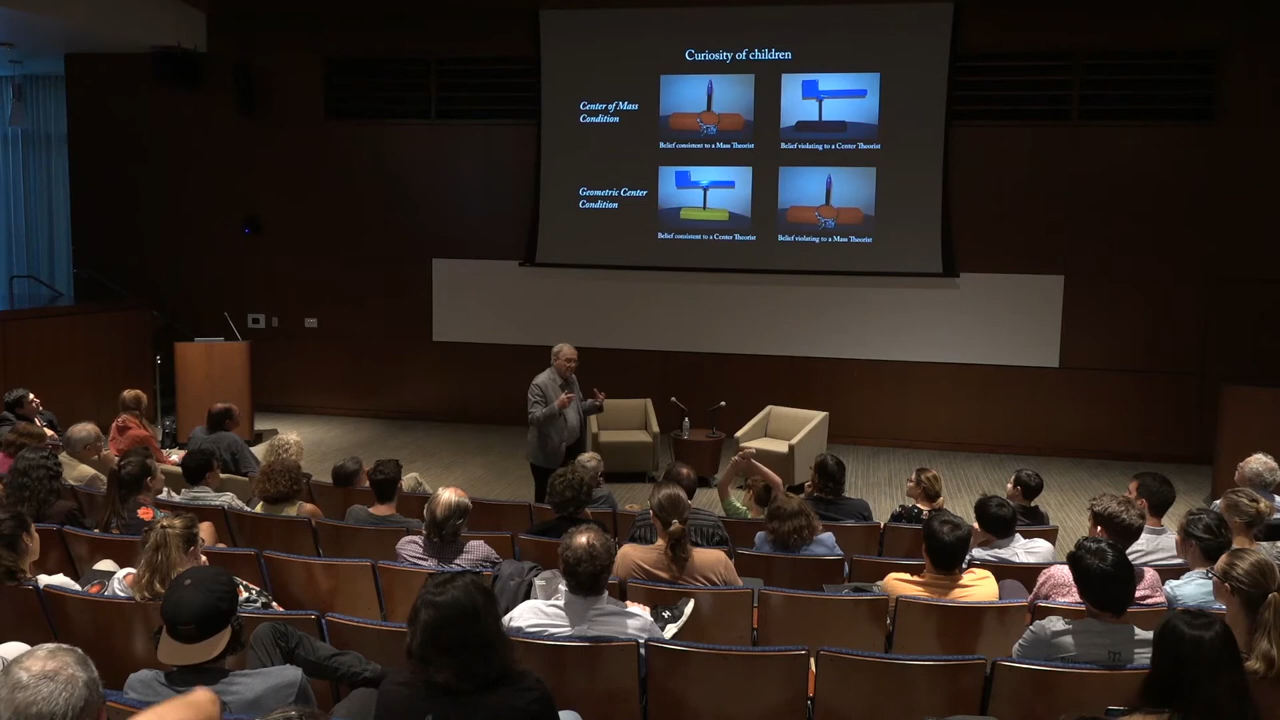 Curiosity of children
Center of Mass
Condition
Belief consistent to a Mass Theorist
Belief violating to a Center Theorist
Geometric Center
Condition
Belief consistent to a Center Theorist
Belief violating to a Mass Theorist